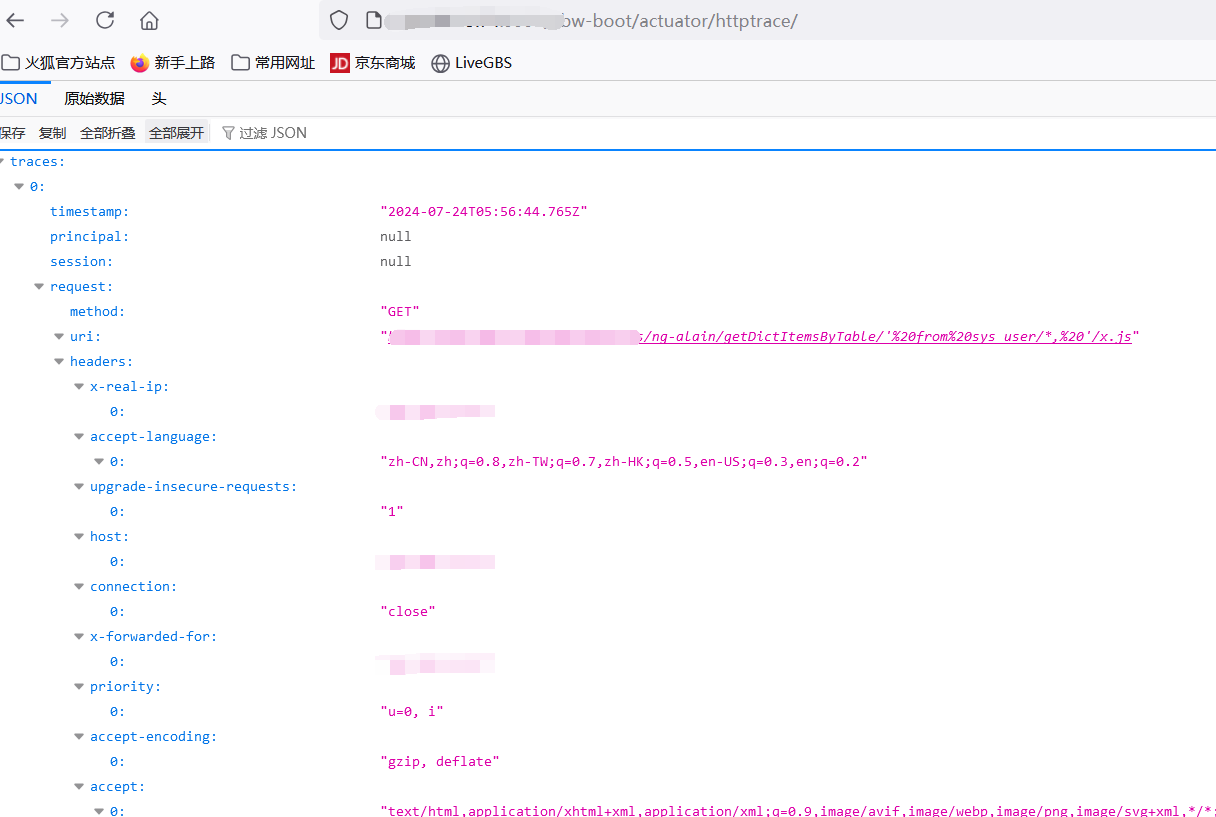 bw-boot/actuator/httptrace/
火狐官方站点 新手上路 常用网址 JD 京东商城 LiveGBS
JSON 原始数据 头
保存 复制 全部折叠 全部展开 过滤 JSON
traces:
0:
timestamp: "2024-07-24T05:56:44.765Z"
principal: null
session: null
request:
method: "GET"
uri: "s/ng-alain/getDictItemsByTable/'%20from%20sys_user/*,%20'/x.js"
headers:
x-real-ip:
0:
accept-language:
0: "zh-CN,zh;q=0.8,zh-TW;q=0.7,zh-HK;q=0.5,en-US;q=0.3,en;q=0.2"
upgrade-insecure-requests:
0: "1"
host:
0:
connection:
0: "close"
x-forwarded-for:
0:
priority:
0: "u=0, i"
accept-encoding:
0: "gzip, deflate"
accept:
0: "text/html,application/xhtml+xml,application/xml;q=0.9,image/avif,image/webp,image/png,image/svg+xml,*/*;